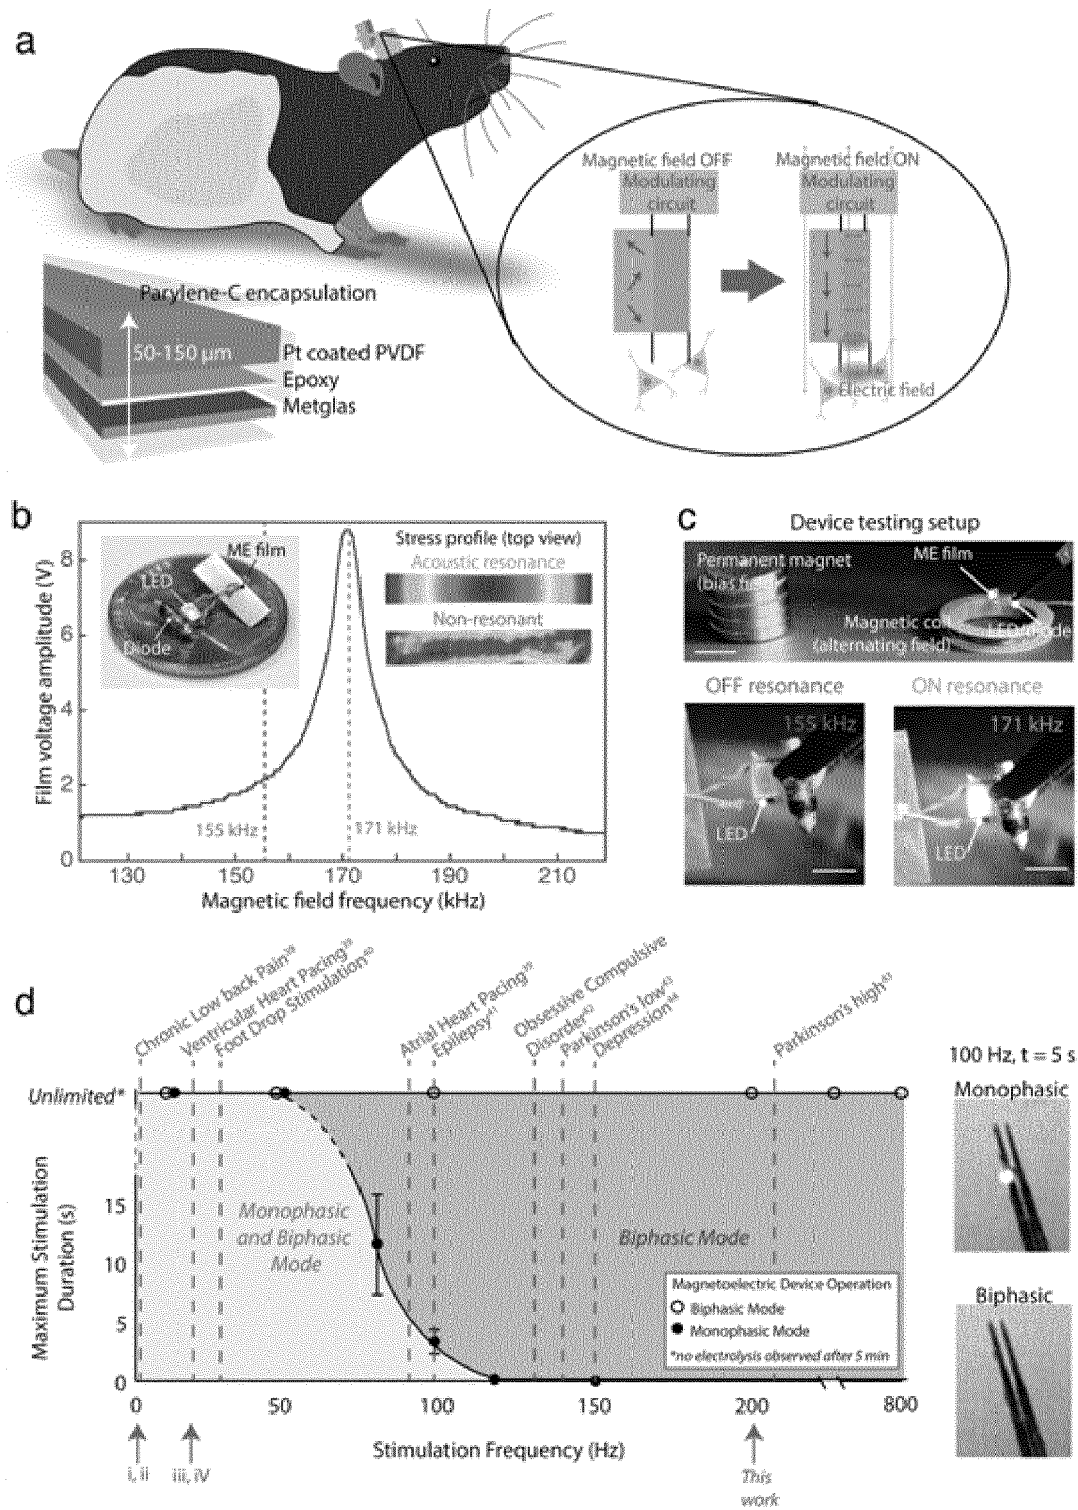 a
Magnetic field OFF
Modulating
circuit
Magnetic field ON
Modulating
circuit
Electric field
Parylene-C encapsulation
50-150 μm
Pt coated PVDF
Epoxy
Metglas
b
Film voltage amplitude (V)
8
6
4
2
0
ME film
LED
Diode
Stress profile (top view)
Acoustic resonance
Non-resonant
155 kHz
171 kHz
130
150
170
190
210
Magnetic field frequency (kHz)
c
Device testing setup
Permanent magnet
(bias
ME film
Magnetic coil
(alternating field)
LED
OFF resonance
ON resonance
155 kHz
LED
171 kHz
LED
d
Chronic Low back Pain
Ventricular Heart Pacing
Foot Drop Stimulation
Atrial Heart Pacing
Epilepsy
Obsessive Compulsive
Disorder
Parkinson's low
Depression
Parkinson's high
Unlimited*
Maximum Stimulation
Duration (s)
15
10
5
0
Monophasic
and Biphasic
Mode
Biphasic Mode
Magnetoelectric Device Operation
Biphasic Mode
Monophasic Mode
*no electrolysis observed after 5 min
0
50
100
150
200
800
Stimulation Frequency (Hz)
i, ii
iii, iV
This
work
100 Hz, t = 5 s
Monophasic
Biphasic